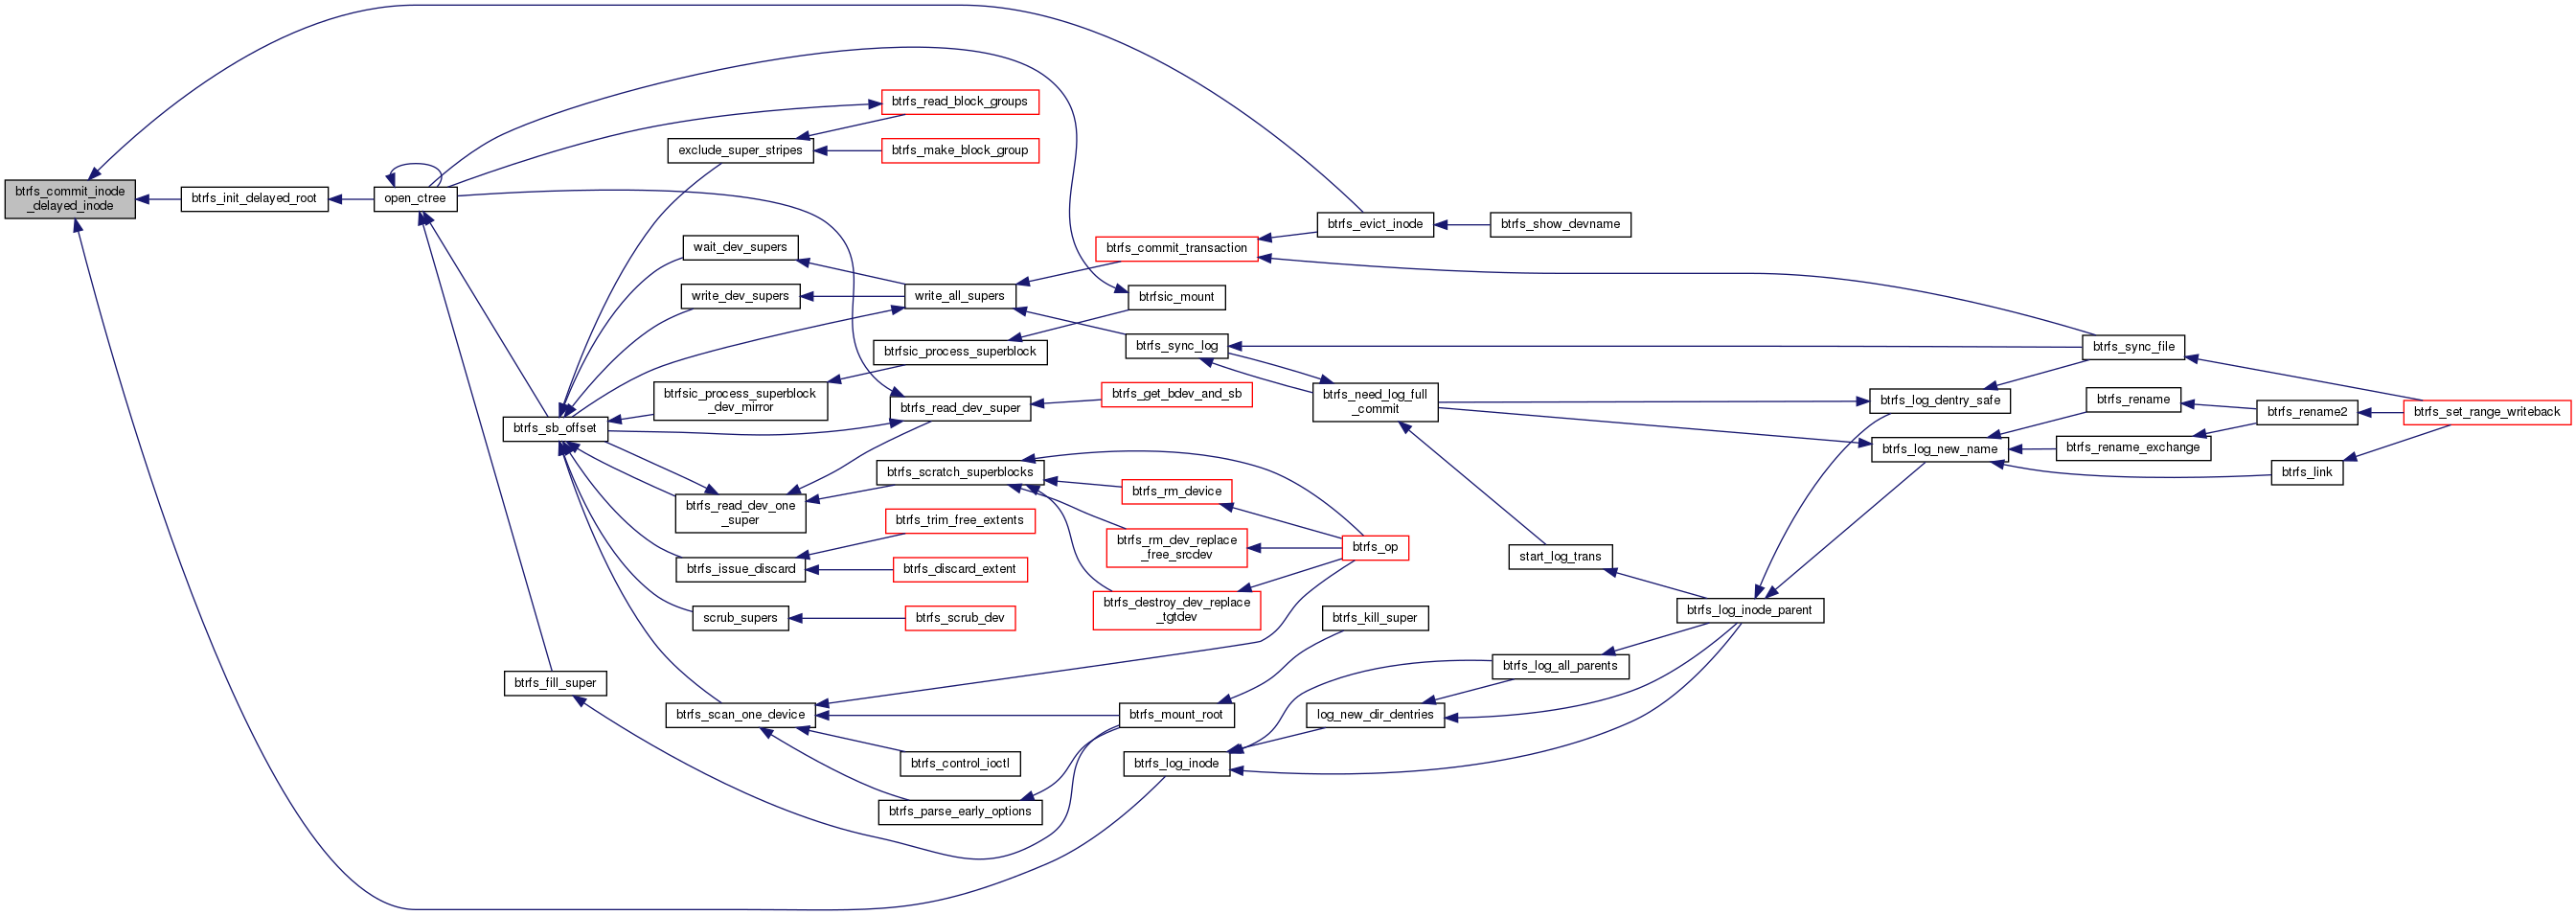 btrfs_commit_inode
_delayed_inode
btrfs_init_delayed_root
open_ctree
btrfs_read_block_groups
exclude_super_stripes
btrfs_make_block_group
wait_dev_supers
write_dev_supers
write_all_supers
btrfs_commit_transaction
btrfs_evict_inode
btrfs_show_devname
btrfsic_mount
btrfsic_process_superblock
btrfs_sync_log
btrfs_sync_file
btrfsic_process_superblock
_dev_mirror
btrfs_read_dev_super
btrfs_get_bdev_and_sb
btrfs_need_log_full
_commit
btrfs_log_dentry_safe
btrfs_rename
btrfs_rename2
btrfs_set_range_writeback
btrfs_sb_offset
btrfs_log_new_name
btrfs_rename_exchange
btrfs_link
btrfs_scratch_superblocks
btrfs_rm_device
btrfs_read_dev_one
_super
btrfs_trim_free_extents
btrfs_rm_dev_replace
_free_srcdev
btrfs_op
start_log_trans
btrfs_issue_discard
btrfs_discard_extent
btrfs_destroy_dev_replace
_tgtdev
scrub_supers
btrfs_scrub_dev
btrfs_kill_super
btrfs_log_inode_parent
btrfs_fill_super
btrfs_log_all_parents
btrfs_scan_one_device
btrfs_mount_root
log_new_dir_dentries
btrfs_control_ioctl
btrfs_log_inode
btrfs_parse_early_options